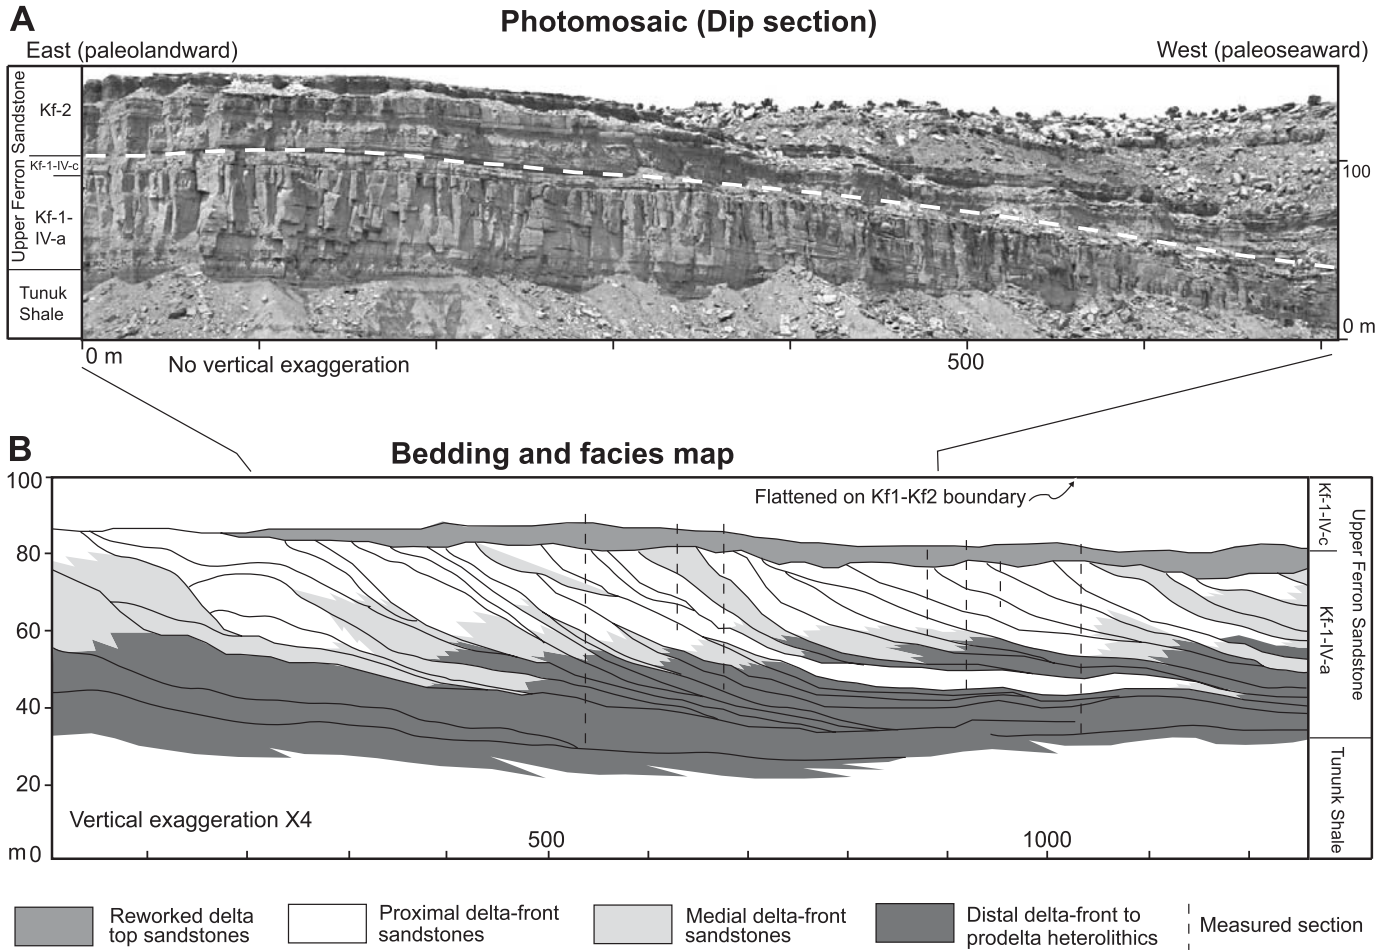 A
Photomosaic (Dip section)
East (paleolandward)
West (paleoseaward)
Upper Ferron Sandstone
Kf-2
Kf-1-IV-c
Kf-1-
IV-a
Tunuk
Shale
100
0 m
0 m
500
No vertical exaggeration
B
Bedding and facies map
100
80
60
40
20
m 0
Flattened on Kf1-Kf2 boundary
Kf-1-IV-c
Kf-1-IV-a
Upper Ferron Sandstone
Tununk Shale
Vertical exaggeration X4
500
1000
Reworked delta
top sandstones
Proximal delta-front
sandstones
Medial delta-front
sandstones
Distal delta-front to
prodelta heterolithics
Measured section